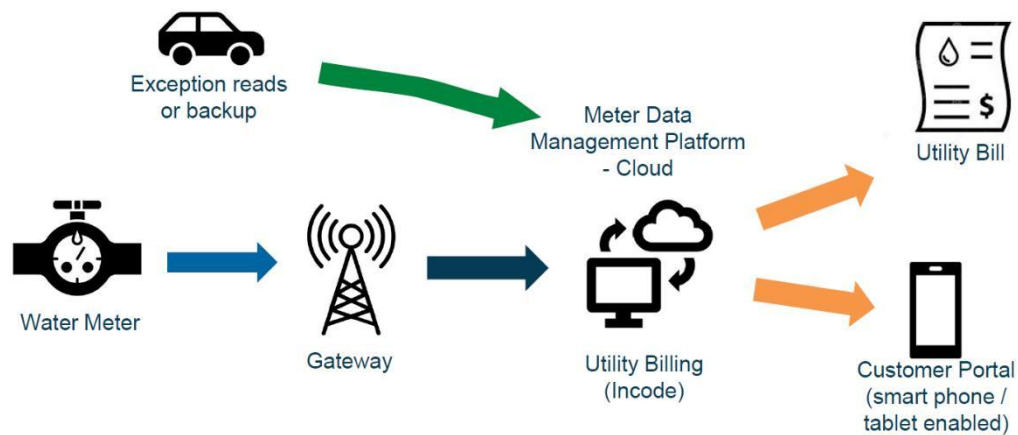 Exception reads
or backup
Meter Data
Management Platform
- Cloud
$
Utility Bill
Water Meter
Gateway
Utility Billing
(Incode)
Customer Portal
(smart phone /
tablet enabled)